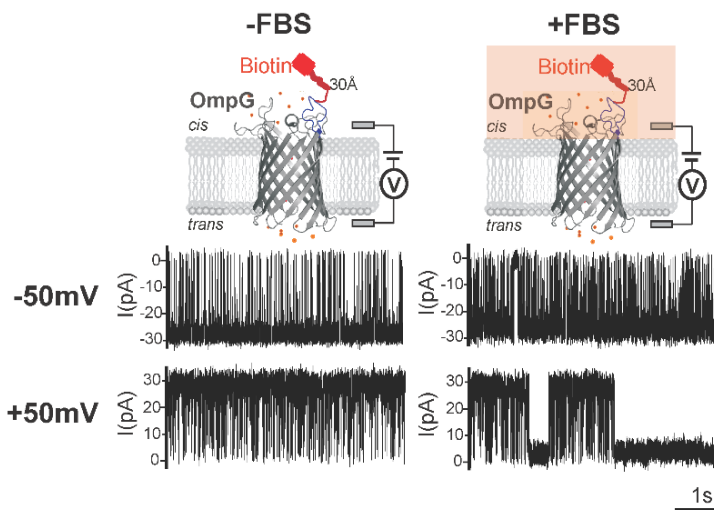 -FBS
+FBS
Biotin
30Å
OmpG
cis
V
trans
Biotin
30Å
OmpG
cis
V
trans
-50mV
I(pA)
0
-10
-20
-30
I(pA)
0
-10
-20
-30
+50mV
I(pA)
30
20
10
0
I(pA)
30
20
10
0
1s